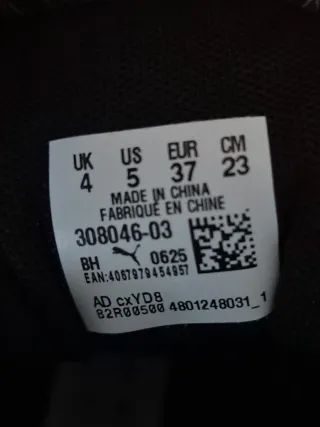 UK US EUR CM
4 5 37 23
MADE IN CHINA
FABRIQUÉ EN CHINE
308046-03
BH 0625
EAN:4067979454957
AD cxYD8
82R00500 4801248031_1